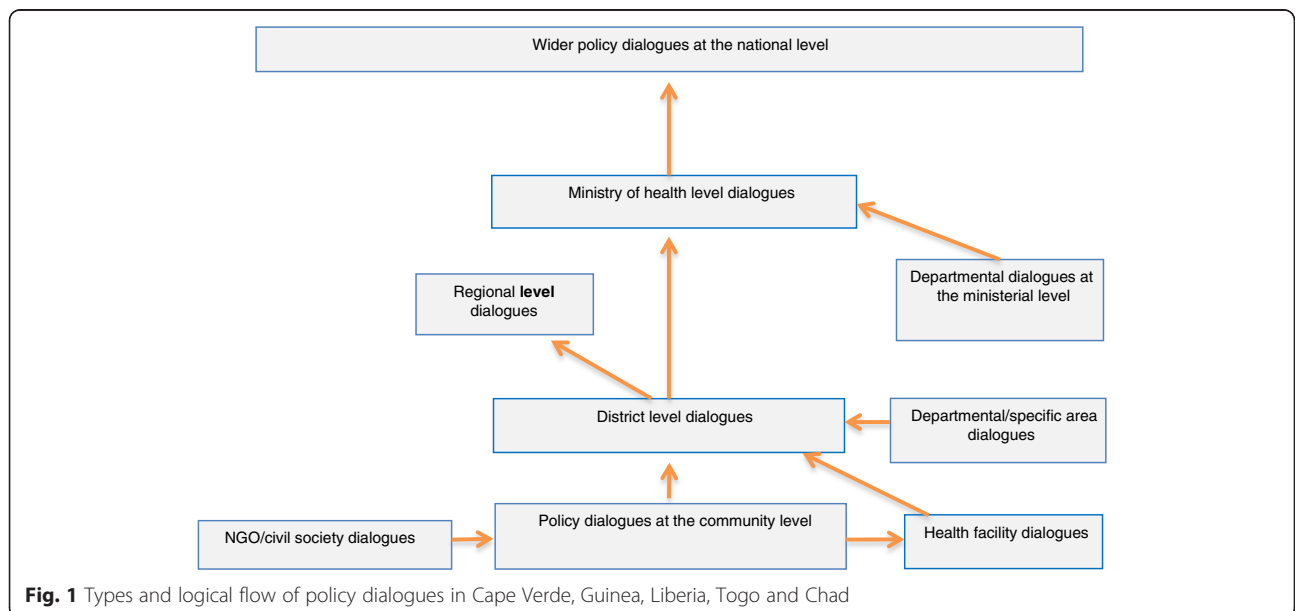 Wider policy dialogues at the national level
Ministry of health level dialogues
Departmental dialogues at
the ministerial level
Regional level
dialogues
District level dialogues
Departmental/specific area
dialogues
NGO/civil society dialogues
Policy dialogues at the community level
Health facility dialogues
Fig. 1 Types and logical flow of policy dialogues in Cape Verde, Guinea, Liberia, Togo and Chad